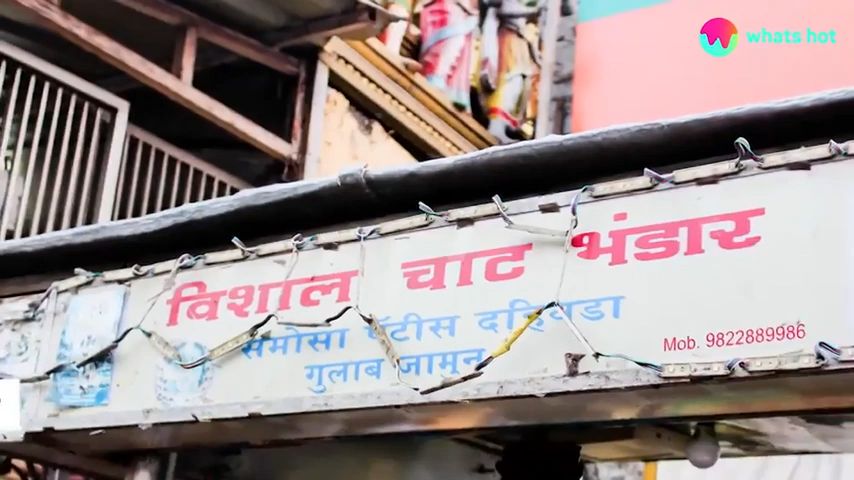 whats hot
विशाल चाट भंडार
समोसा पॅटीस दहिवडा
गुलाब जामून
Mob. 9822889986